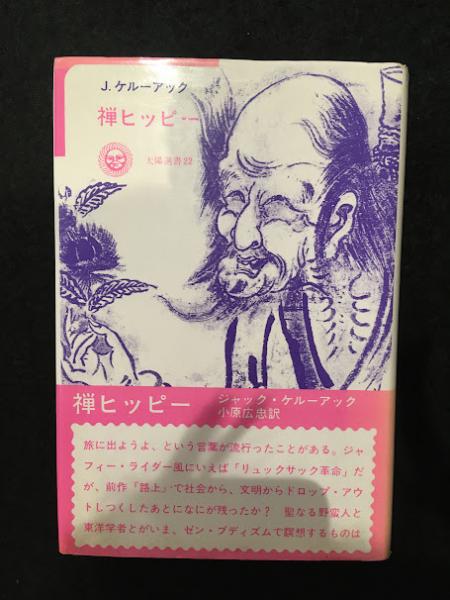 J.ケルーアック
禅ヒッピー
太陽選書22
禅ヒッピー
ジャック・ケルーアック
小原広忠訳
旅に出ようよ、という言葉が流行ったことがある。ジャ
フィー・ライダー風にいえば「リュックサック革命」だ
が、前作『路上』で社会から、文明からドロップ・アウ
トしつくしたあとになにが残ったか？ 聖なる野蛮人と
東洋学者とがいま、ゼン・ブディズムで瞑想するものは